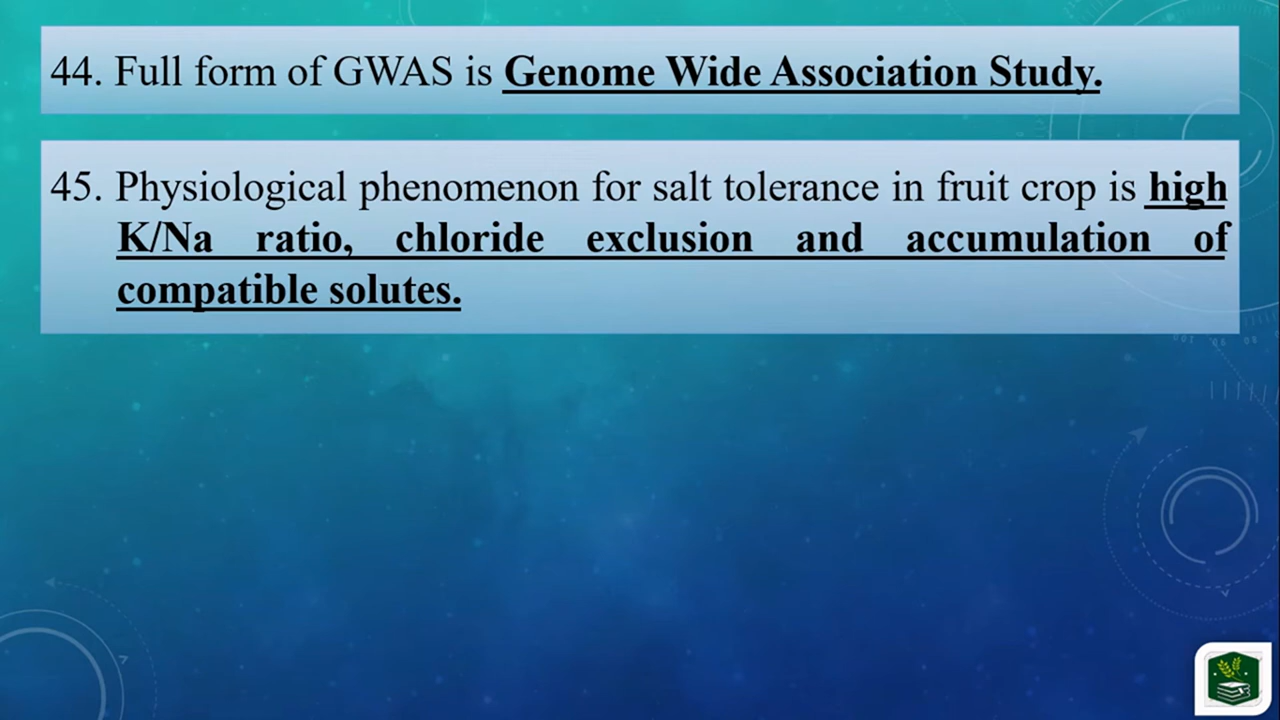 44. Full form of GWAS is Genome Wide Association Study.
45. Physiological phenomenon for salt tolerance in fruit crop is high
K/Na ratio, chloride exclusion and accumulation of
compatible solutes.